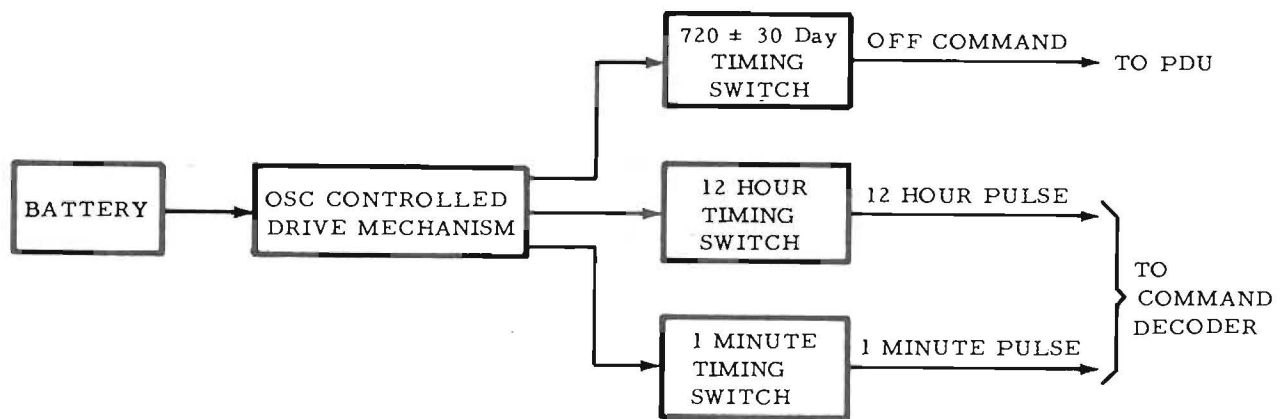 720 ± 30 Day
TIMING
SWITCH
OFF COMMAND
TO PDU
BATTERY
OSC CONTROLLED
DRIVE MECHANISM
12 HOUR
TIMING
SWITCH
12 HOUR PULSE
TO
COMMAND
DECODER
1 MINUTE
TIMING
SWITCH
1 MINUTE PULSE